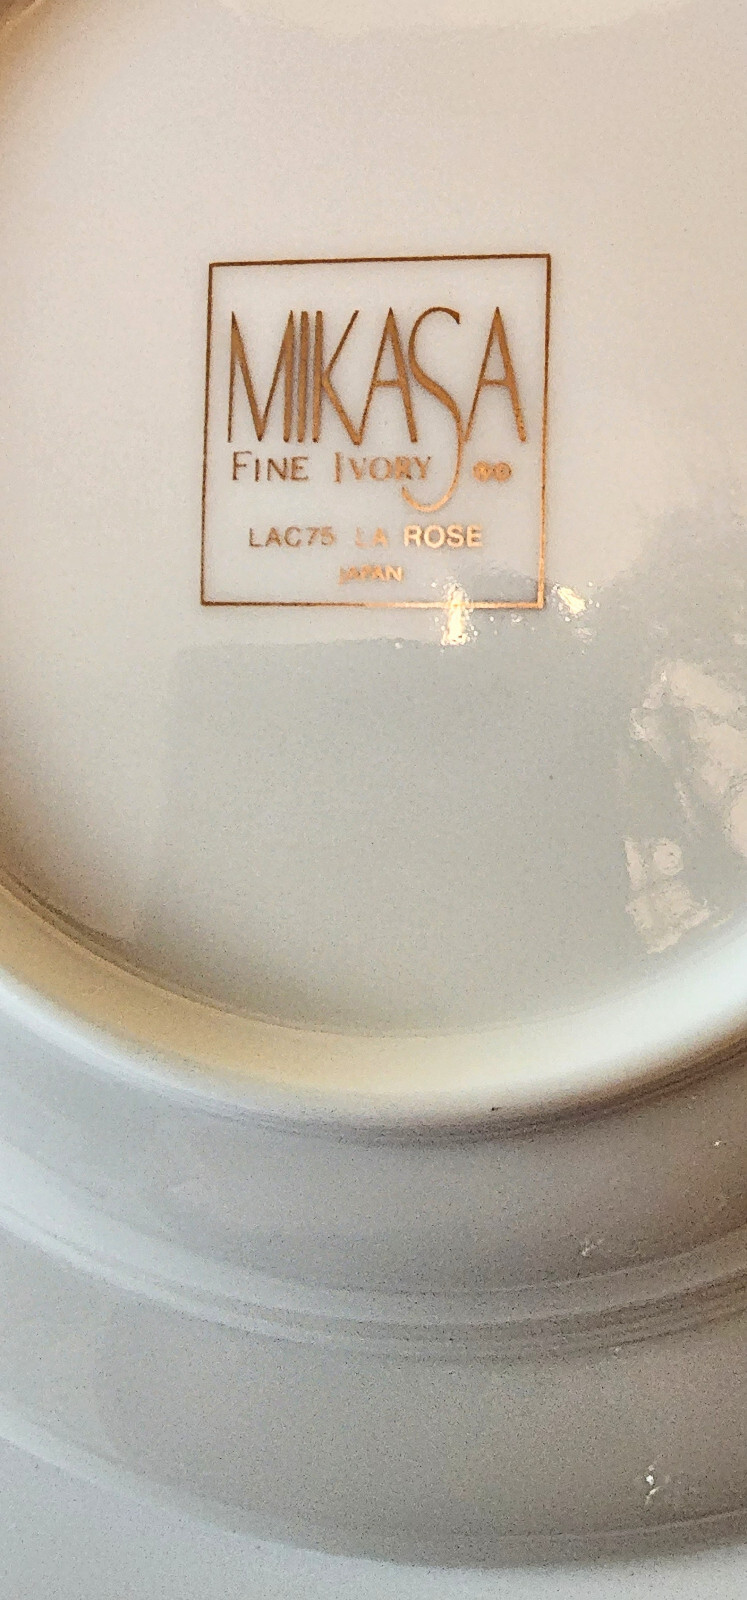 MIKASA
FINE IVORY ®©
LAC75 LA ROSE
JAPAN